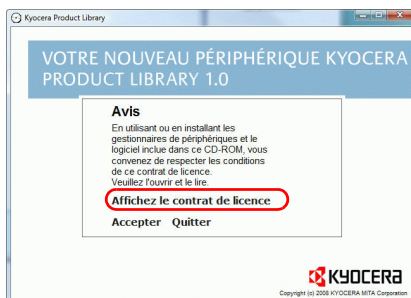 Kyocera Product Library
VOTRE NOUVEAU PÉRIPHÉRIQUE KYOCERA
PRODUCT LIBRARY 1.0
Avis
En utilisant ou en installant les
gestionnaires de périphériques et le
logiciel inclue dans ce CD-ROM, vous
convenez de respecter les conditions
de ce contrat de licence.
Veuillez l'ouvrir et le lire.
Affichez le contrat de licence
Accepter Quitter
KYOCERA
Copyright (c) 2008 KYOCERA MITA Corporation